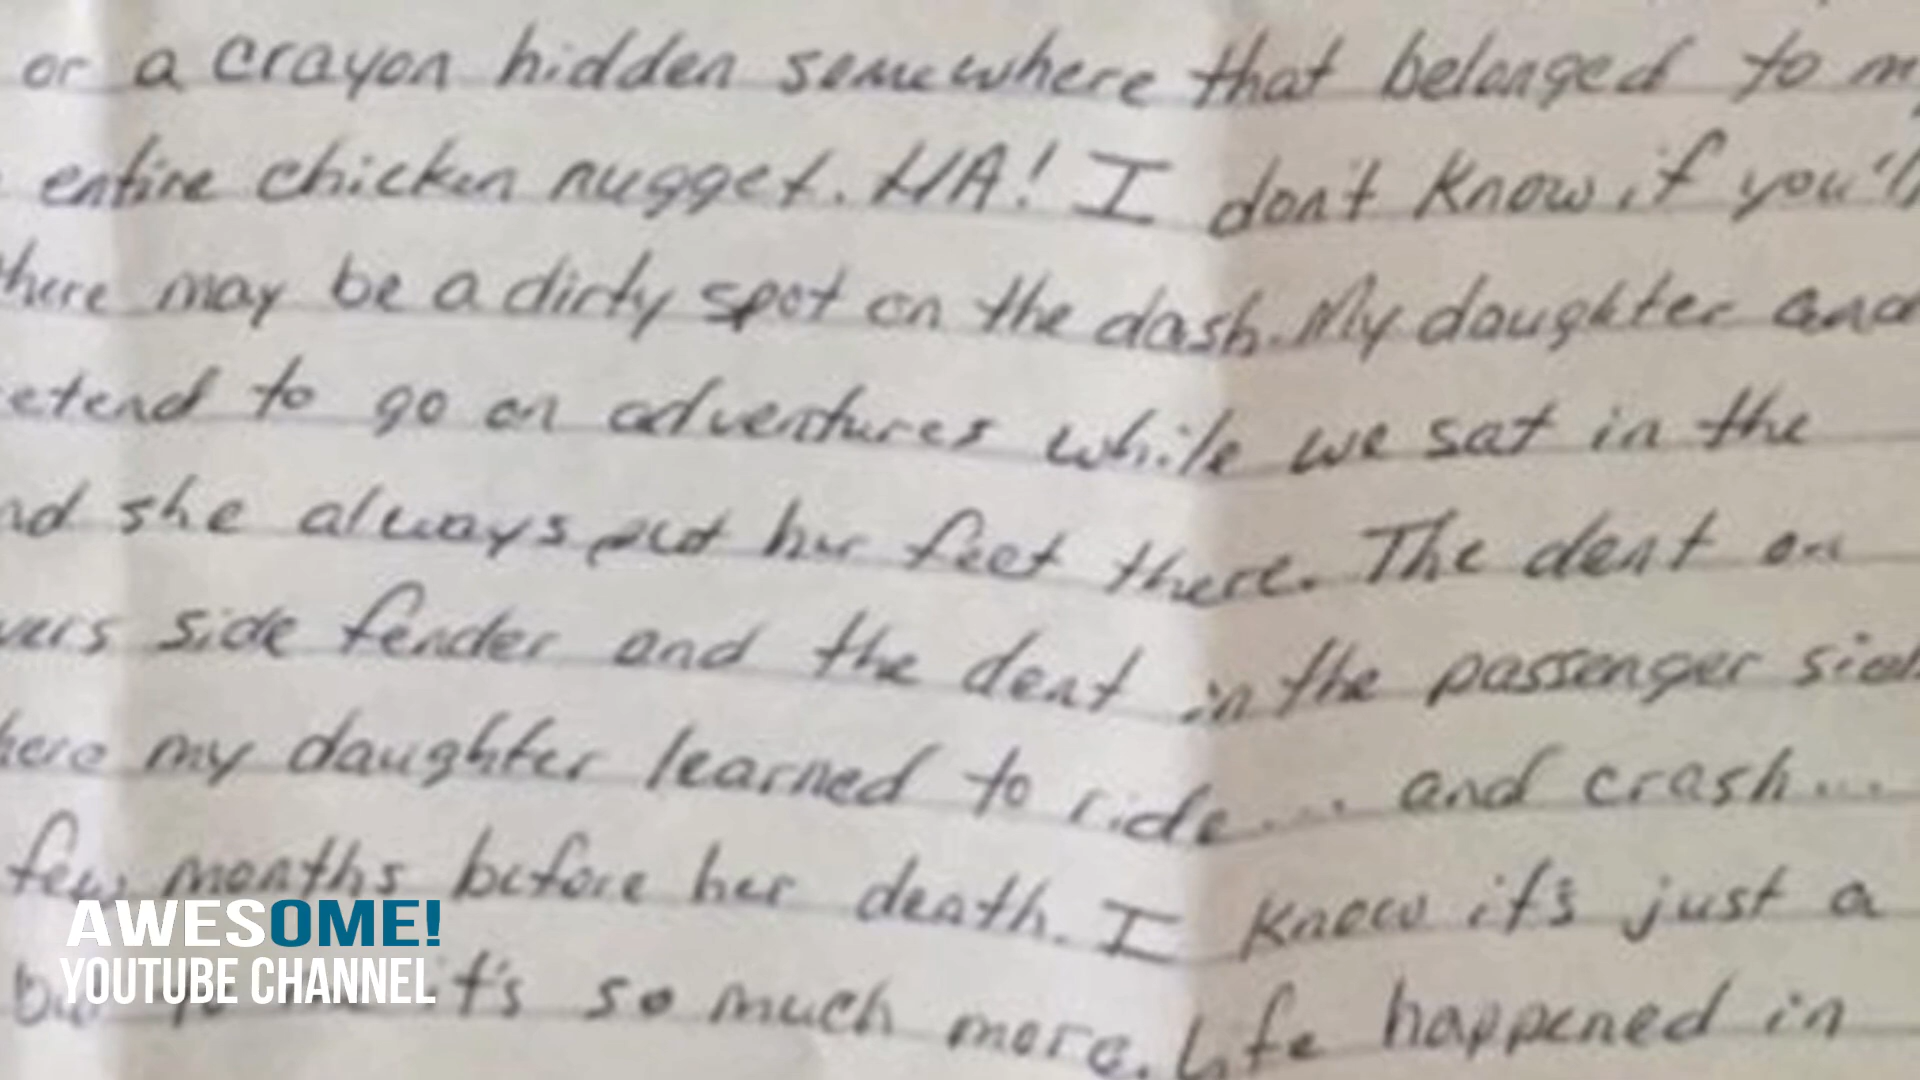 or a crayon hidden somewhere that belonged to my
entire chicken nugget. HA! I don't know if you'll
there may be a dirty spot on the dash. My daughter and
etend to go on adventures while we sat in the
nd she always put her feet there. The dent on
vers side fender and the dent in the passenger side
here my daughter learned to ride.... and crash...
few months before her death. I know it's just a
it's so much more. Life happened in
AWESOME!
YOUTUBE CHANNEL